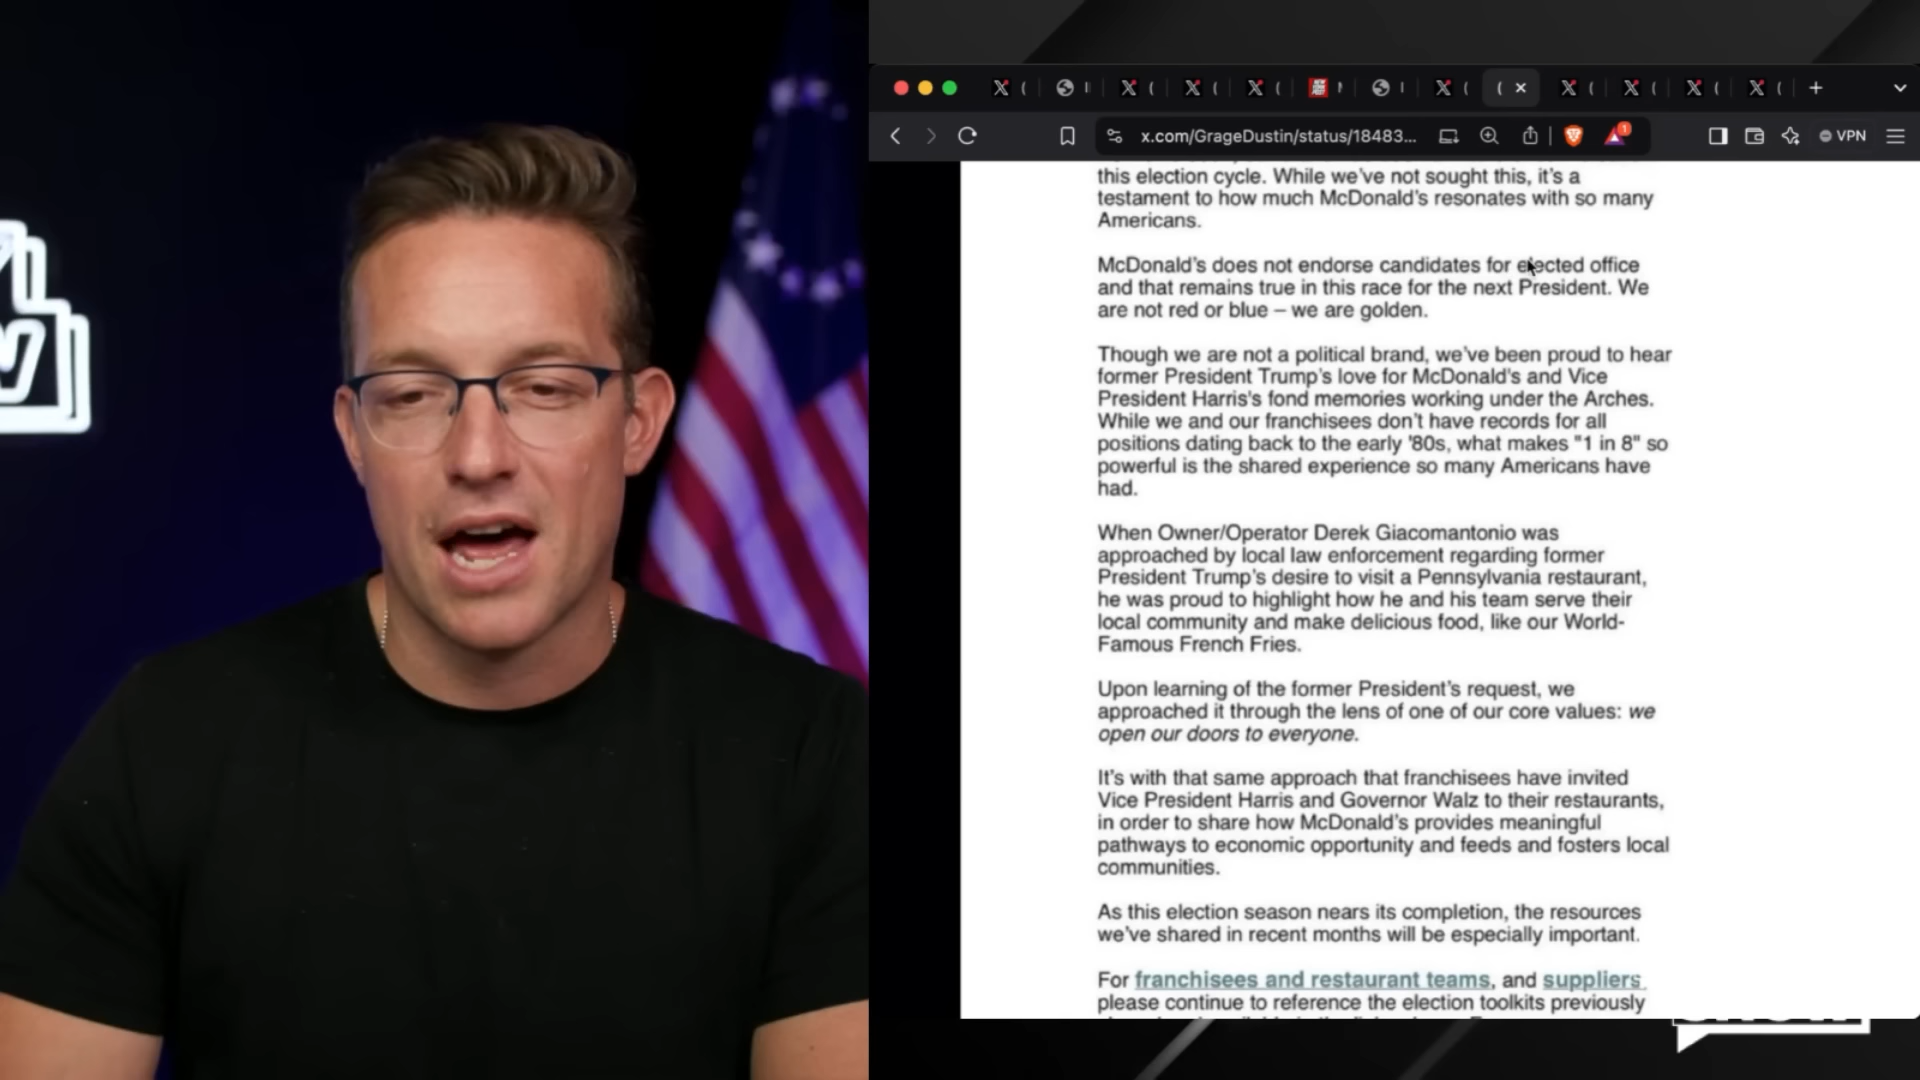 x.com/GrageDustin/status/18483...
VPN
this election cycle. While we've not sought this, it's a
testament to how much McDonald's resonates with so many
Americans.
McDonald's does not endorse candidates for elected office
and that remains true in this race for the next President. We
are not red or blue – we are golden.
Though we are not a political brand, we've been proud to hear
former President Trump's love for McDonald's and Vice
President Harris's fond memories working under the Arches.
While we and our franchisees don't have records for all
positions dating back to the early '80s, what makes "1 in 8" so
powerful is the shared experience so many Americans have
had.
When Owner/Operator Derek Giacomantonio was
approached by local law enforcement regarding former
President Trump's desire to visit a Pennsylvania restaurant,
he was proud to highlight how he and his team serve their
local community and make delicious food, like our World-
Famous French Fries.
Upon learning of the former President's request, we
approached it through the lens of one of our core values: we
open our doors to everyone.
It's with that same approach that franchisees have invited
Vice President Harris and Governor Walz to their restaurants,
in order to share how McDonald's provides meaningful
pathways to economic opportunity and feeds and fosters local
communities.
As this election season nears its completion, the resources
we've shared in recent months will be especially important.
For franchisees and restaurant teams, and suppliers
please continue to reference the election toolkits previously